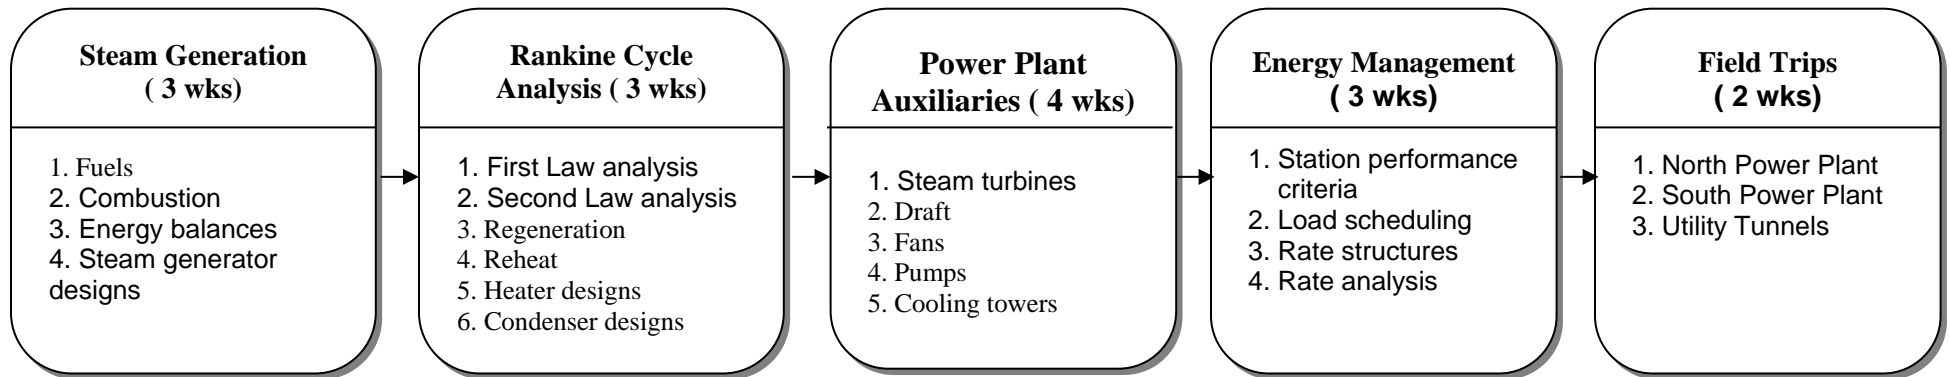 Steam Generation
( 3 wks)
1. Fuels
2. Combustion
3. Energy balances
4. Steam generator
designs
Rankine Cycle
Analysis ( 3 wks)
1. First Law analysis
2. Second Law analysis
3. Regeneration
4. Reheat
5. Heater designs
6. Condenser designs
Power Plant
Auxiliaries ( 4 wks)
1. Steam turbines
2. Draft
3. Fans
4. Pumps
5. Cooling towers
Energy Management
( 3 wks)
1. Station performance
criteria
2. Load scheduling
3. Rate structures
4. Rate analysis
Field Trips
( 2 wks)
1. North Power Plant
2. South Power Plant
3. Utility Tunnels